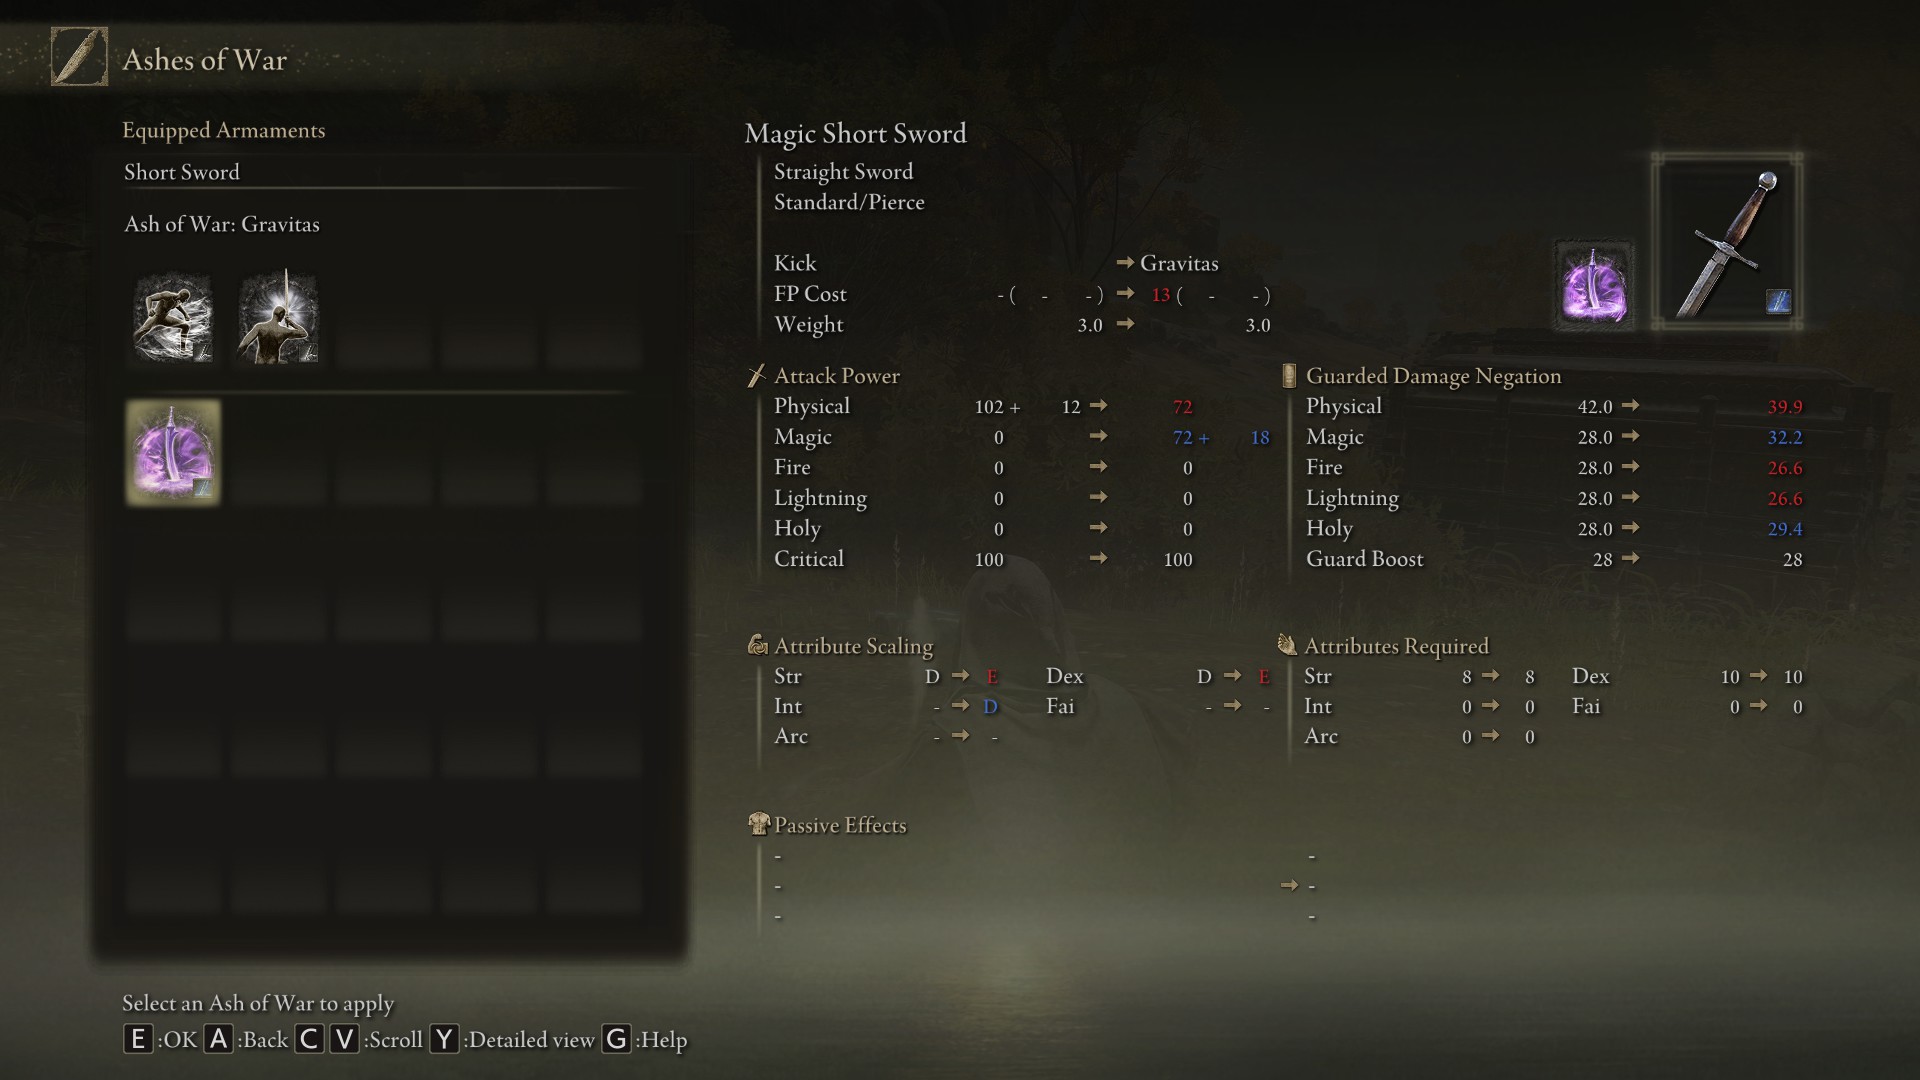 Ashes of War
Equipped Armaments
Short Sword
Ash of War: Gravitas
Magic Short Sword
Straight Sword
Standard/Pierce
Kick → Gravitas
FP Cost - ( - - ) → 13 ( - - )
Weight 3.0 → 3.0
Attack Power
Physical 102 + 12 → 72
Magic 0 → 72 + 18
Fire 0 → 0
Lightning 0 → 0
Holy 0 → 0
Critical 100 → 100
Guarded Damage Negation
Physical 42.0 → 39.9
Magic 28.0 → 32.2
Fire 28.0 → 26.6
Lightning 28.0 → 26.6
Holy 28.0 → 29.4
Guard Boost 28 → 28
Attribute Scaling
Str D → E Dex D → E
Int - → D Fai - → -
Arc - → -
Attributes Required
Str 8 → 8 Dex 10 → 10
Int 0 → 0 Fai 0 → 0
Arc 0 → 0
Passive Effects
- -
- → -
- -
Select an Ash of War to apply
E :OK A :Back C V :Scroll Y :Detailed view G :Help